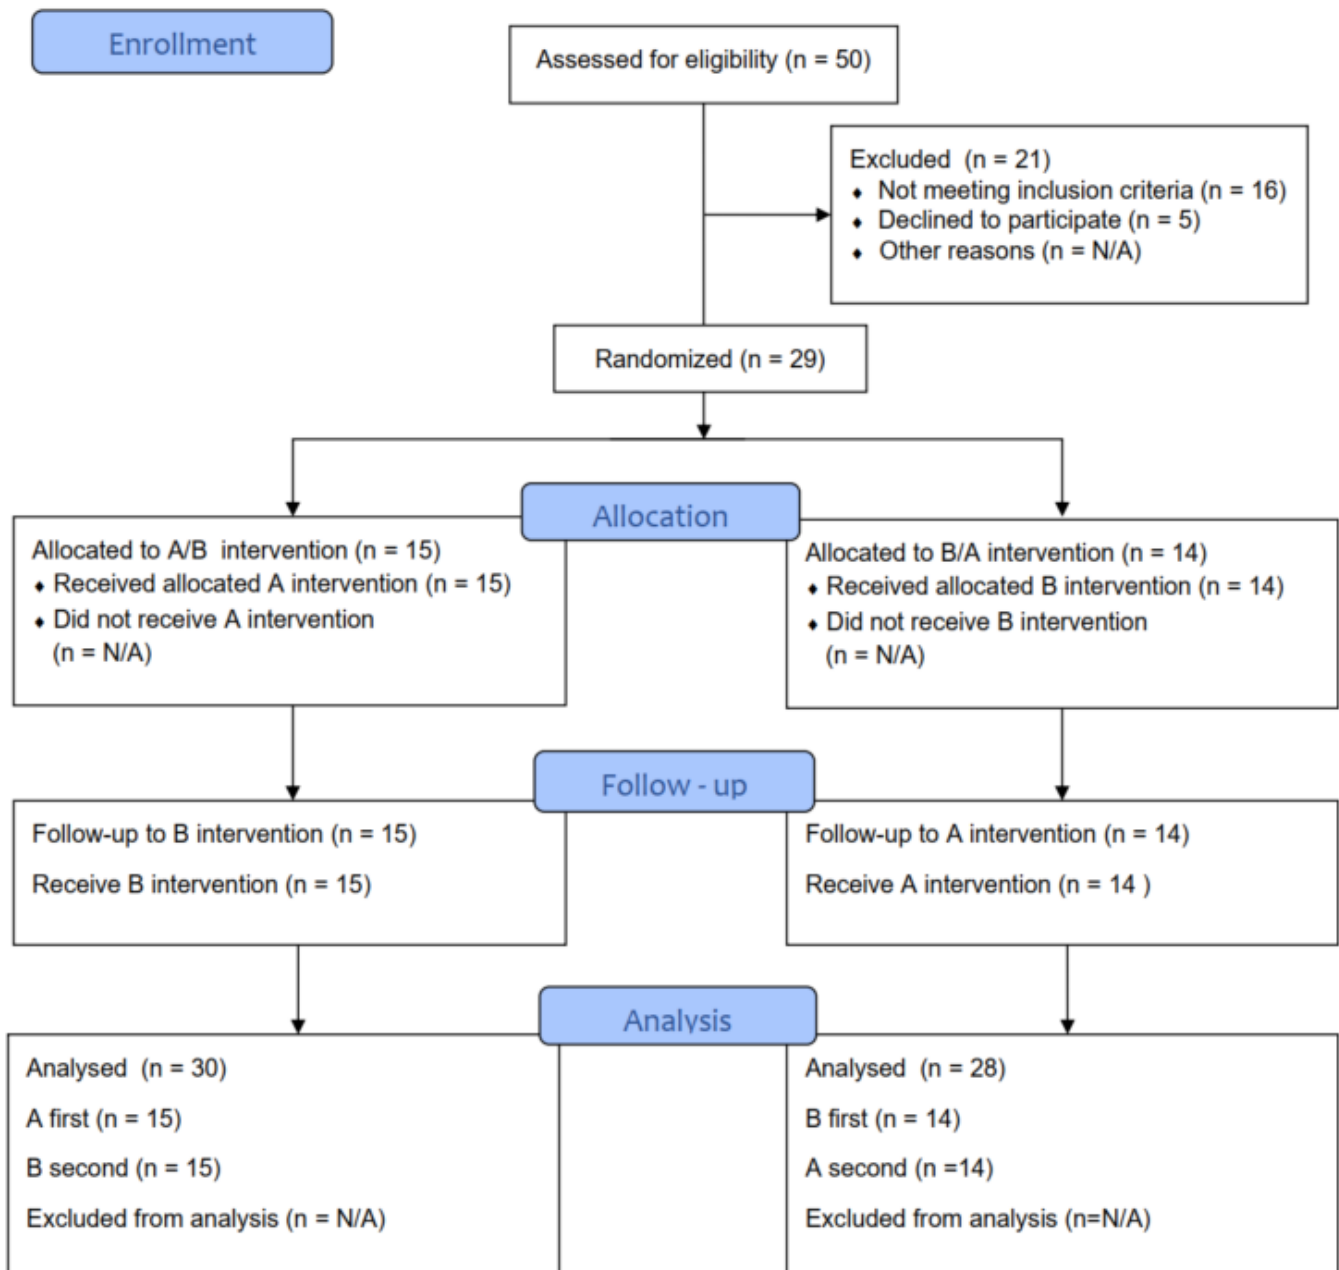 Enrollment
Assessed for eligibility (n = 50)
Excluded  (n = 21)
⬧ Not meeting inclusion criteria (n = 16)
⬧ Declined to participate (n = 5)
⬧ Other reasons (n = N/A)
Randomized (n = 29)
Allocation
Allocated to A/B  intervention (n = 15)
⬧ Received allocated A intervention (n = 15)
⬧ Did not receive A intervention
(n = N/A)
Allocated to B/A intervention (n = 14)
⬧ Received allocated B intervention (n = 14)
⬧ Did not receive B intervention
(n = N/A)
Follow - up
Follow-up to B intervention (n = 15)
Receive B intervention (n = 15)
Follow-up to A intervention (n = 14)
Receive A intervention (n = 14 )
Analysis
Analysed  (n = 30)
A first (n = 15)
B second (n = 15)
Excluded from analysis (n = N/A)
Analysed  (n = 28)
B first (n = 14)
A second (n =14)
Excluded from analysis (n=N/A)